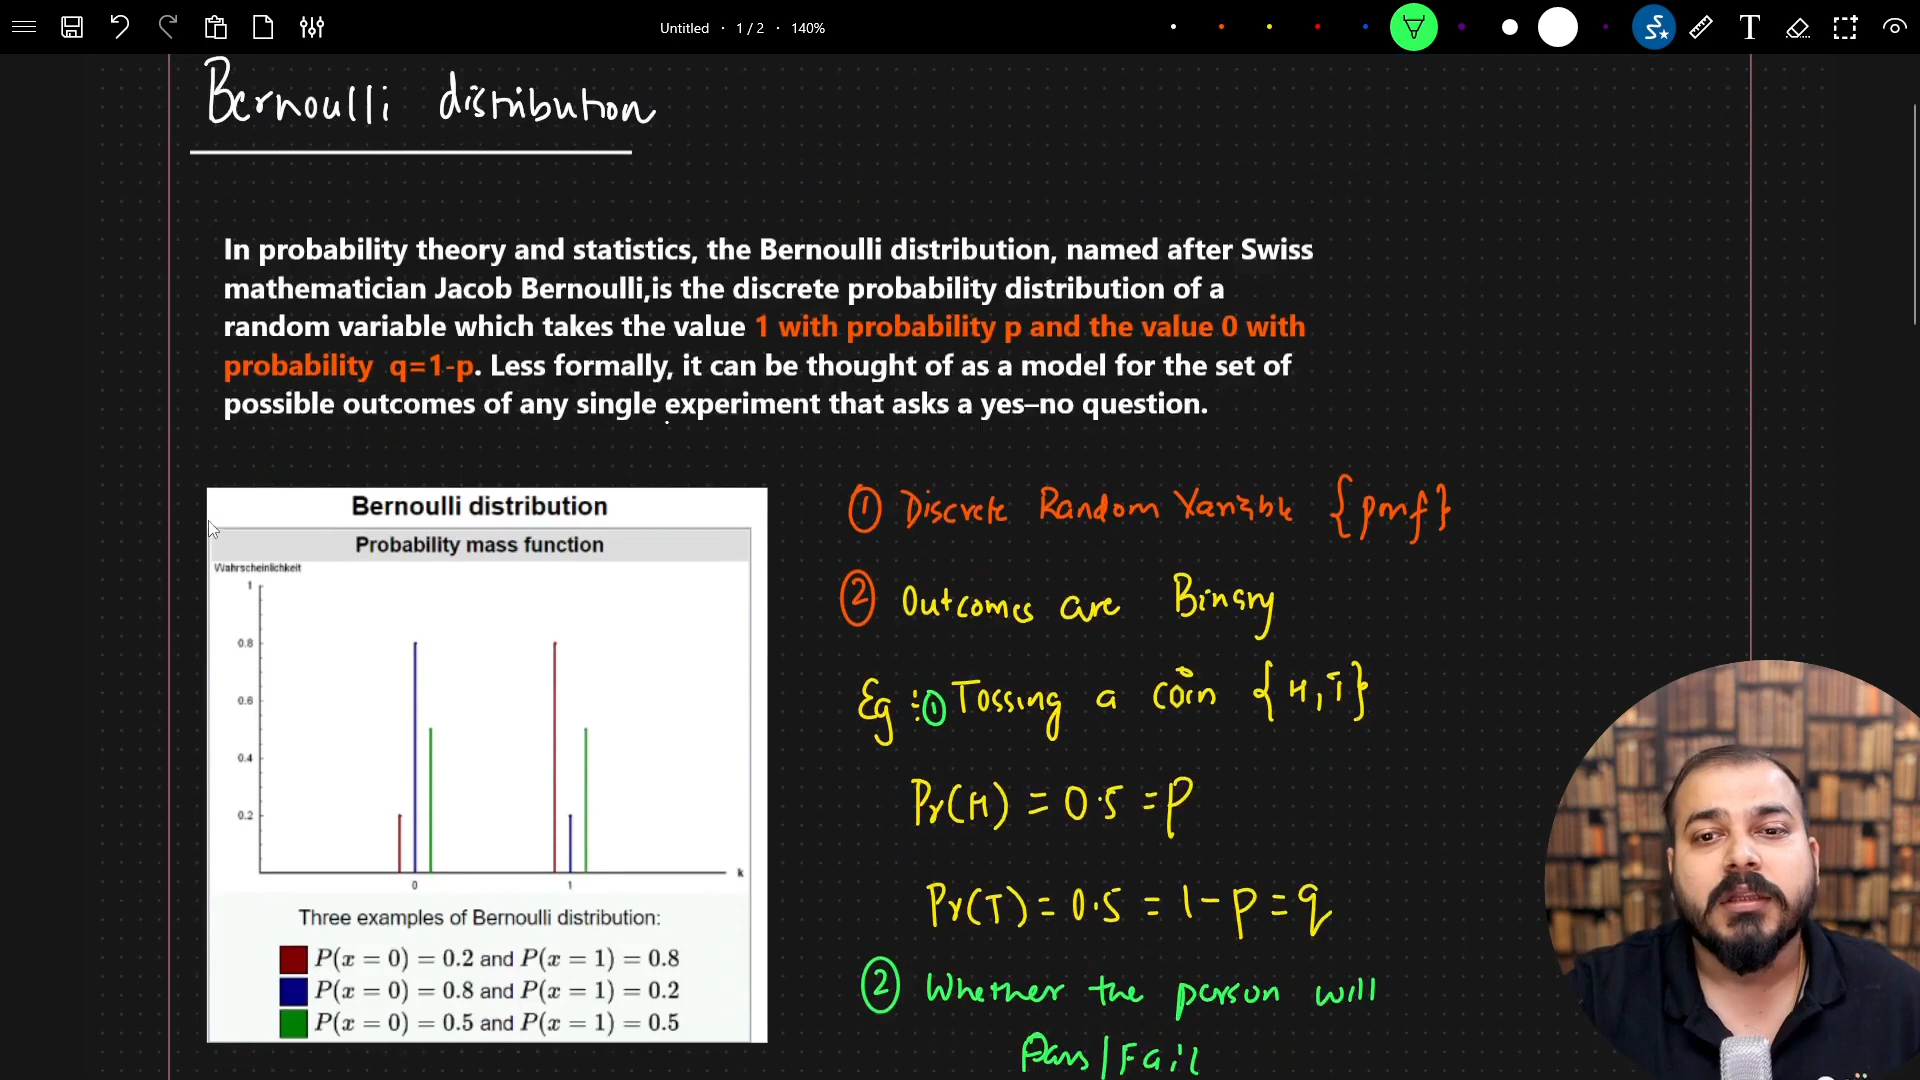 Untitled · 1 / 2 · 140%
Bernoulli distribution
In probability theory and statistics, the Bernoulli distribution, named after Swiss
mathematician Jacob Bernoulli,is the discrete probability distribution of a
random variable which takes the value 1 with probability p and the value 0 with
probability q=1-p. Less formally, it can be thought of as a model for the set of
possible outcomes of any single experiment that asks a yes–no question.
Bernoulli distribution
Probability mass function
Wahrscheinlichkeit
1
0.8
0.6
0.4
0.2
k
0 1
Three examples of Bernoulli distribution:
P(x = 0) = 0.2 and P(x = 1) = 0.8
P(x = 0) = 0.8 and P(x = 1) = 0.2
P(x = 0) = 0.5 and P(x = 1) = 0.5
① Discrete Random Variable {pmf}
② Outcomes are Binary
Eg :① Tossing a coin {H,T}
Pr(H) = 0.5 = p
Pr(T) = 0.5 = 1 - p = q
② Whether the person will
Pass/Fail